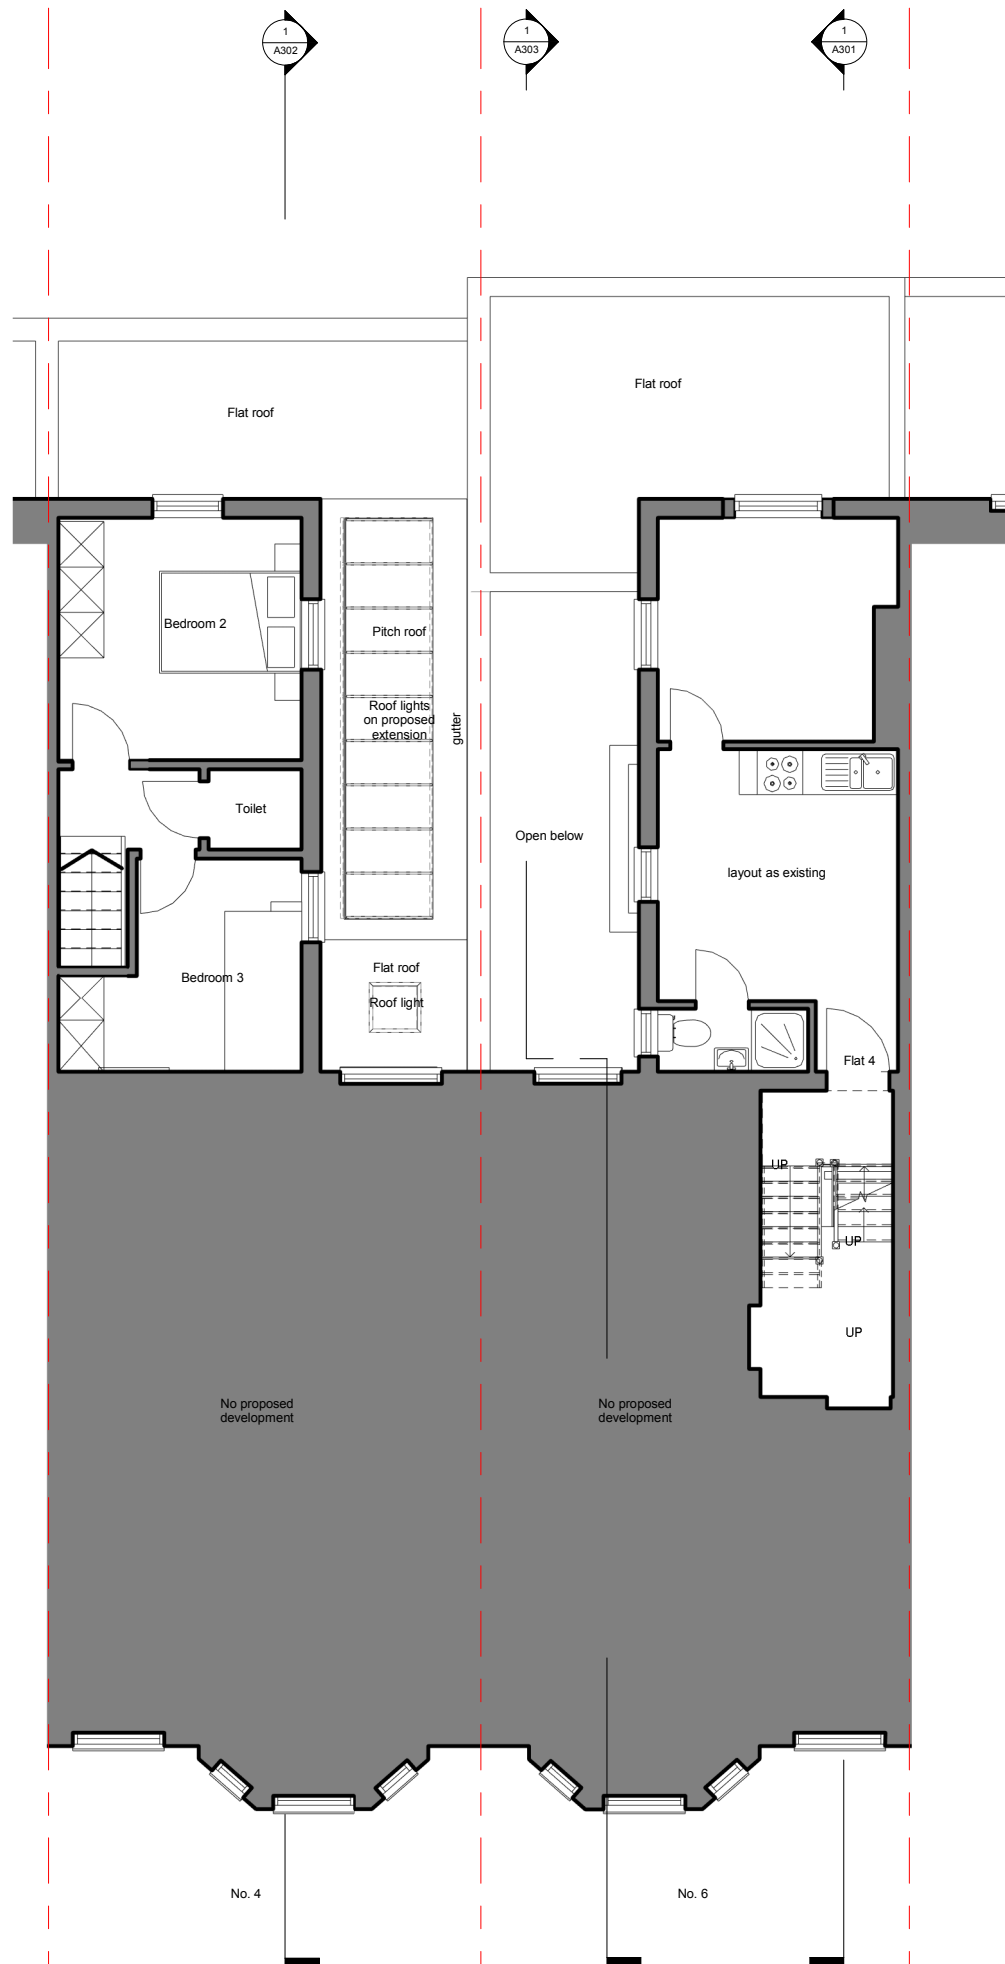 1
A302
1
A303
1
A301
Flat roof
Flat roof
Bedroom 2
Pitch roof
Roof lights
on proposed
extension
gutter
Toilet
Open below
layout as existing
Flat roof
Bedroom 3
Roof light
Flat 4
UP
UP
UP
No proposed
development
No proposed
development
No. 4
No. 6